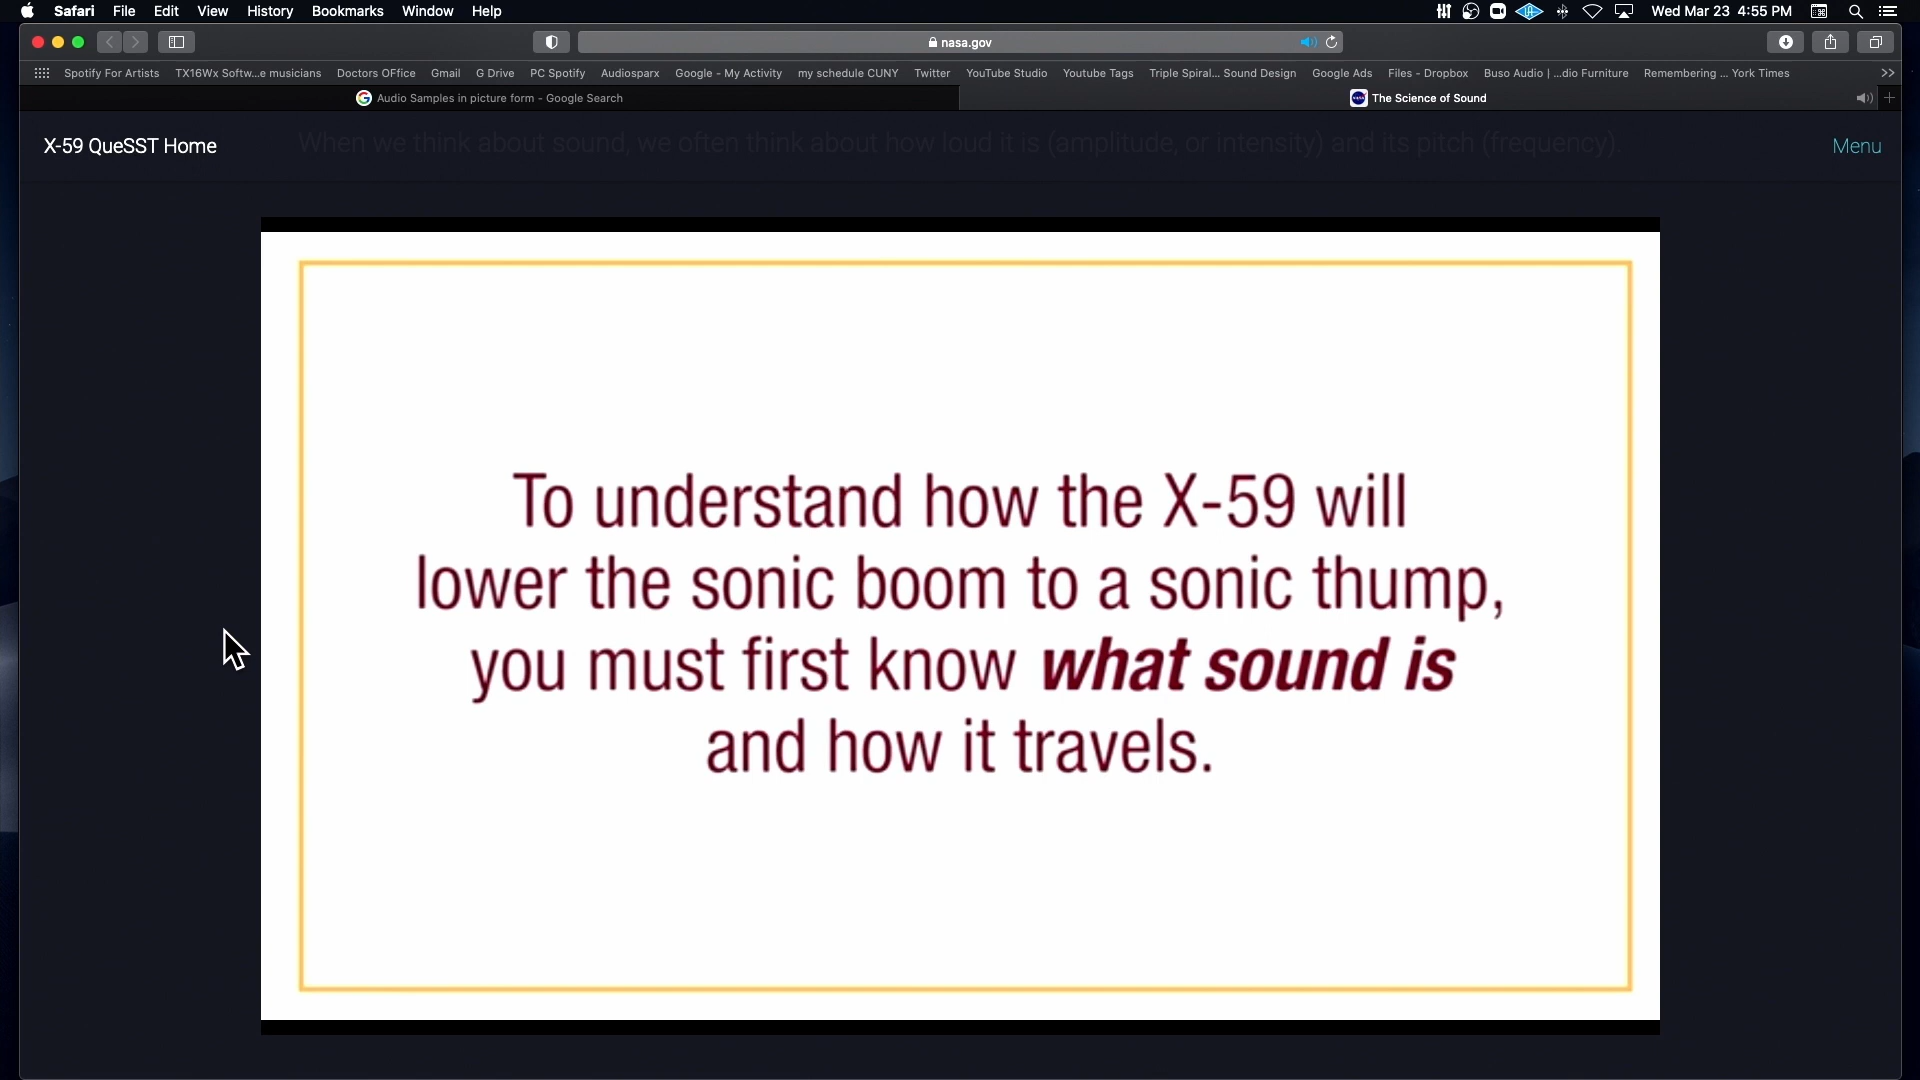 Safari File Edit View History Bookmarks Window Help Wed Mar 23 4:55 PM
nasa.gov
Spotify For Artists TX16Wx Softw...e musicians Doctors OFfice Gmail G Drive PC Spotify Audiosparx Google - My Activity my schedule CUNY Twitter YouTube Studio Youtube Tags Triple Spiral... Sound Design Google Ads Files - Dropbox Buso Audio | ...dio Furniture Remembering ... York Times
Audio Samples in picture form - Google Search The Science of Sound
X-59 QueSST Home When we think about sound, we often think about how loud it is (amplitude, or intensity) and its pitch (frequency). Menu
To understand how the X-59 will
lower the sonic boom to a sonic thump,
you must first know what sound is
and how it travels.